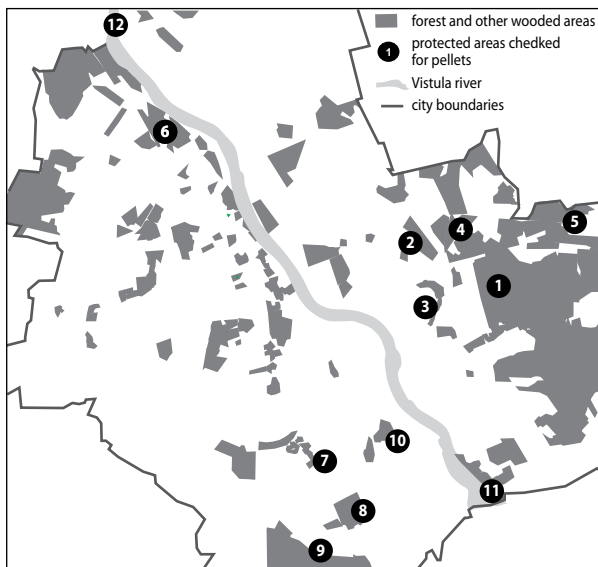 12
forest and other wooded areas
1 protected areas chedked
for pellets
Vistula river
city boundaries
6
5
4
2
1
3
10
7
11
8
9